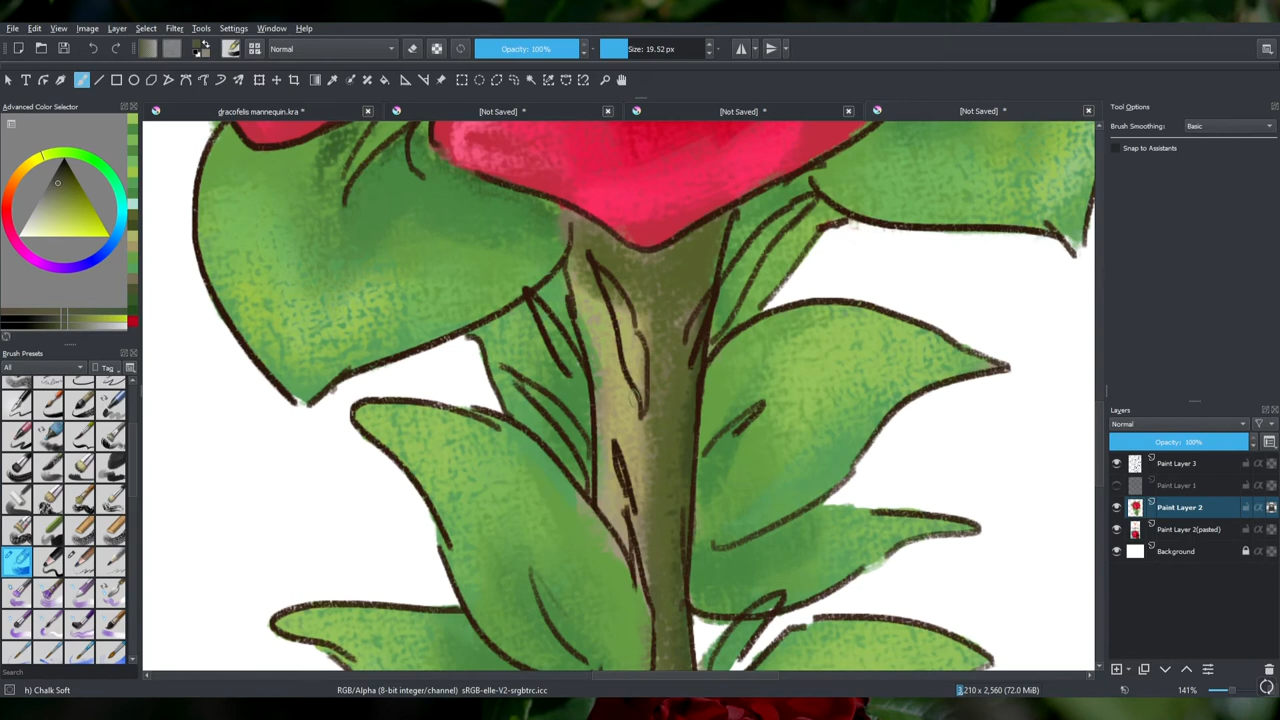 File Edit View Image Layer Select Filter Tools Settings Window Help
Normal Opacity: 100% Size: 19.52 px
Advanced Color Selector
dracofelis mannequin.kra * [Not Saved] * [Not Saved] * [Not Saved] *
Tool Options
Brush Smoothing: Basic
Snap to Assistants
Brush Presets
All Tag
Search
Layers
Normal
Opacity: 100%
Paint Layer 3
Paint Layer 1
Paint Layer 2
Paint Layer 2(pasted)
Background
h) Chalk Soft RGB/Alpha (8-bit integer/channel) sRGB-elle-V2-srgbtrc.icc 3,210 x 2,560 (72.0 MiB) 141%